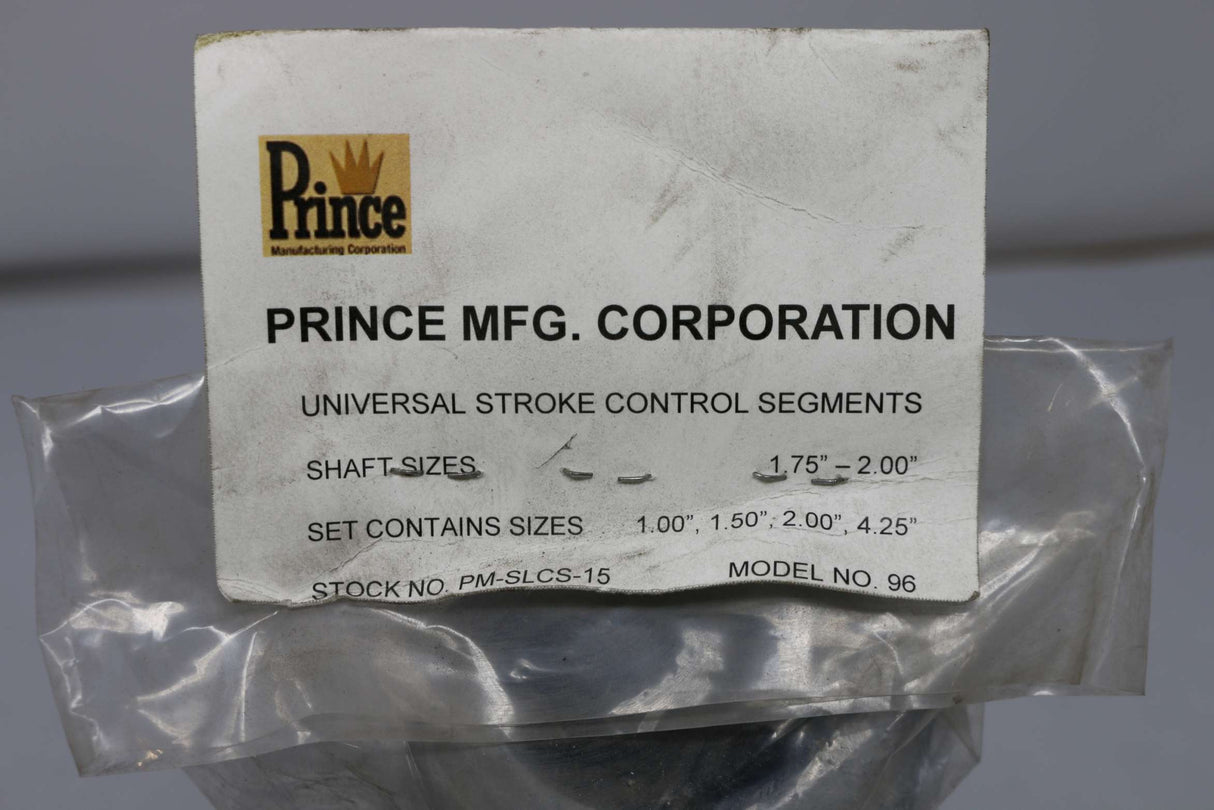 Prince
Manufacturing Corporation
PRINCE MFG. CORPORATION
UNIVERSAL STROKE CONTROL SEGMENTS
SHAFT SIZES 1.75” – 2.00”
SET CONTAINS SIZES 1.00”, 1.50”, 2.00”, 4.25”
STOCK NO. PM-SLCS-15 MODEL NO. 96